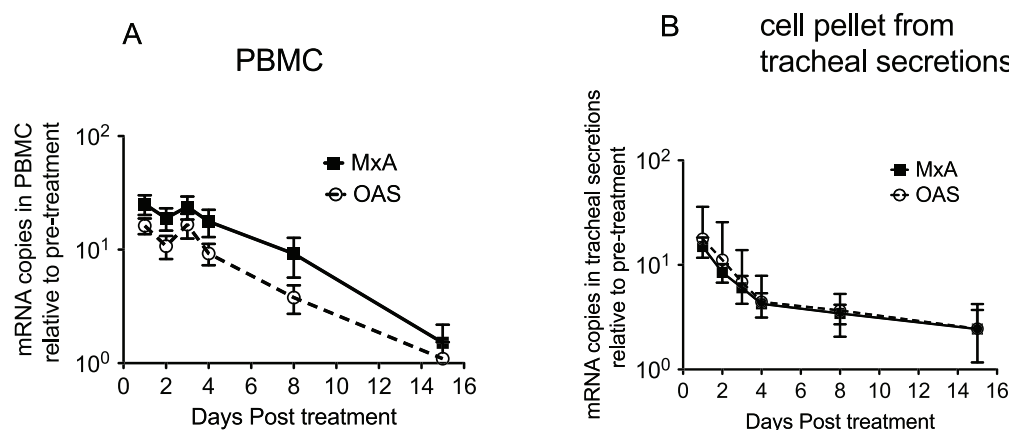 A
PBMC
mRNA copies in PBMC
relative to pre-treatment
10²
10¹
10⁰
MxA
OAS
0 2 4 6 8 10 12 14 16
Days Post treatment
B
cell pellet from
tracheal secretions
mRNA copies in tracheal secretions
relative to pre-treatment
10²
10¹
10⁰
MxA
OAS
0 2 4 6 8 10 12 14 16
Days Post treatment